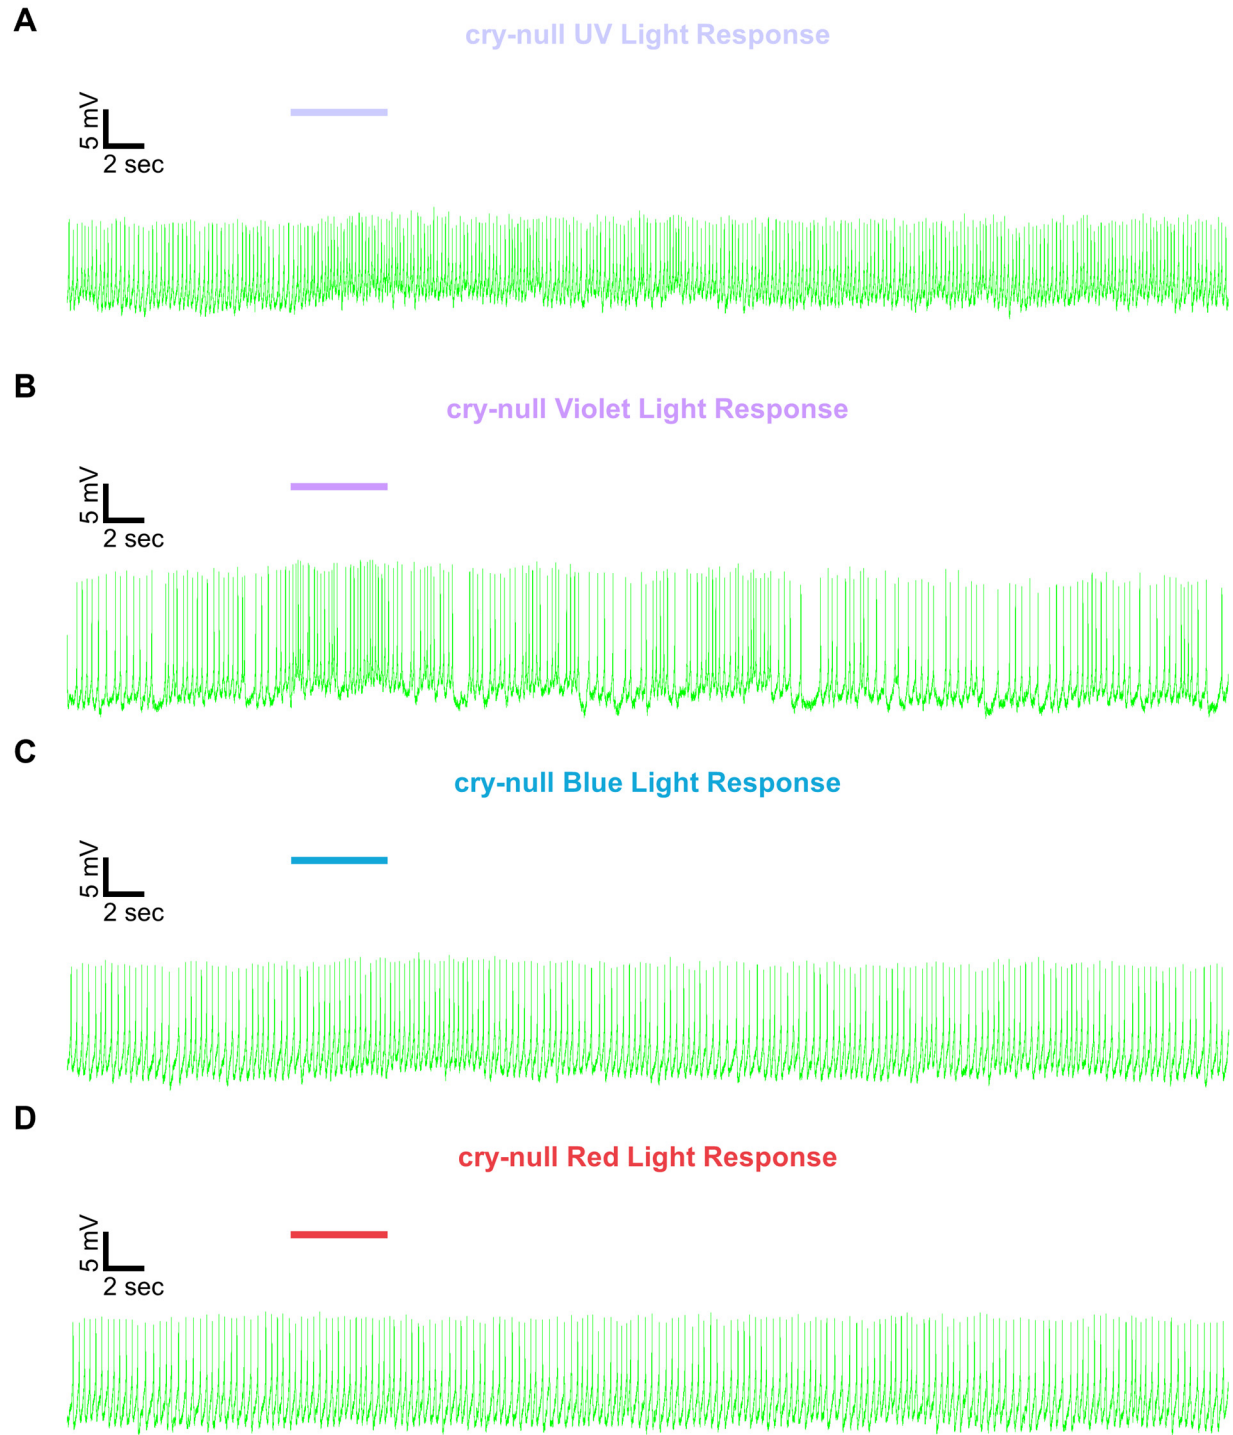 A
cry-null UV Light Response
5 mV
2 sec
B
cry-null Violet Light Response
5 mV
2 sec
C
cry-null Blue Light Response
5 mV
2 sec
D
cry-null Red Light Response
5 mV
2 sec